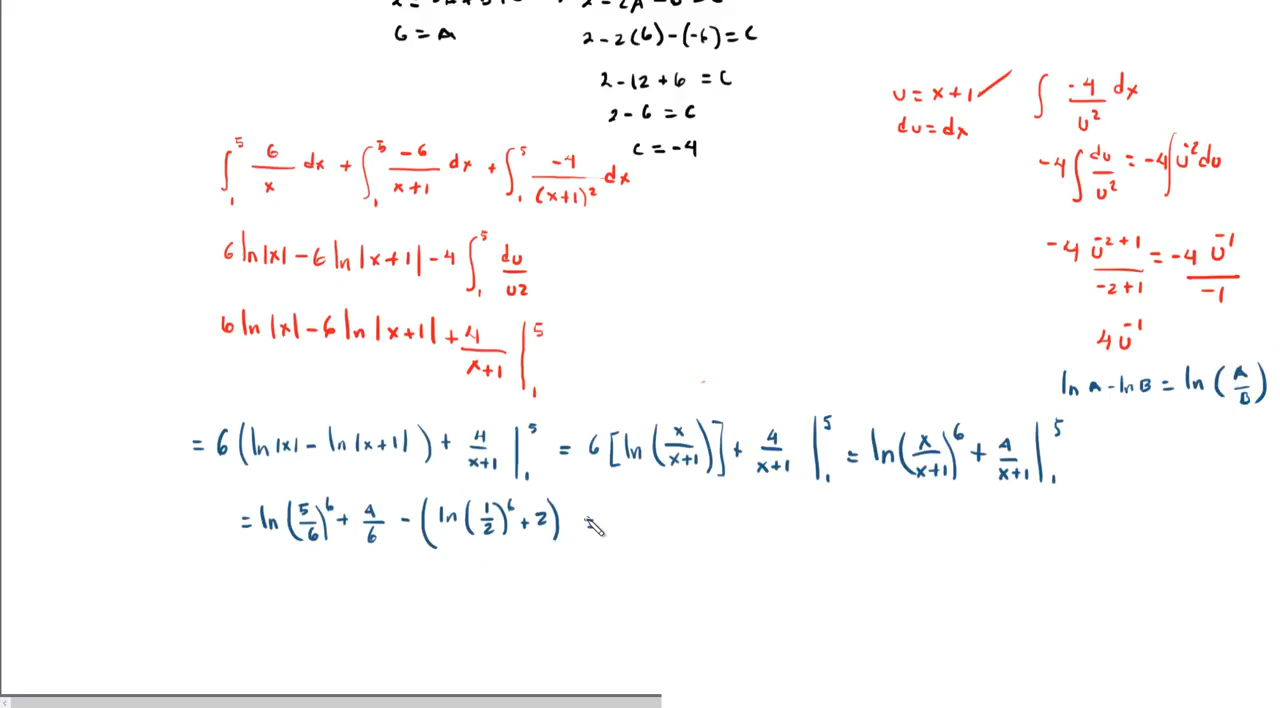 6 = A
2 - 2(6) - (-6) = C
2 - 12 + 6 = C
2 - 6 = C
C = -4
∫₁⁵ 6/x dx + ∫₁⁵ -6/(x+1) dx + ∫₁⁵ -4/(x+1)² dx
6 ln|x| - 6 ln|x+1| - 4 ∫₁⁵ du/u2
6 ln|x| - 6 ln|x+1| + 4/(x+1) |₁⁵
u = x+1
du = dx
∫ -4/u² dx
-4 ∫ du/u² = -4 ∫ u⁻² du
-4 u⁻²⁺¹/(-2+1) = -4 u⁻¹/-1
4u⁻¹
ln A - ln B = ln (A/B)
= 6 (ln|x| - ln|x+1|) + 4/(x+1) |₁⁵ = 6 [ln (x/(x+1))] + 4/(x+1) |₁⁵ = ln (x/(x+1))⁶ + 4/(x+1) |₁⁵
= ln (5/6)⁶ + 4/6 - (ln (1/2)⁶ + 2) =